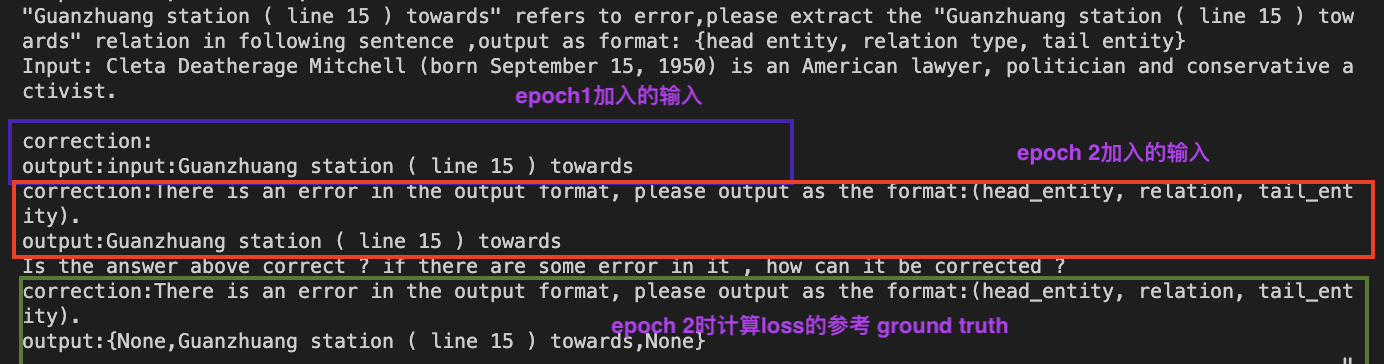 "Guanzhuang station ( line 15 ) towards" refers to error,please extract the "Guanzhuang station ( line 15 ) tow
ards" relation in following sentence ,output as format: {head entity, relation type, tail entity}
Input: Cleta Deatherage Mitchell (born September 15, 1950) is an American lawyer, politician and conservative a
ctivist.
epoch1加入的输入
correction:
epoch 2加入的输入
output:input:Guanzhuang station ( line 15 ) towards
correction:There is an error in the output format, please output as the format:(head_entity, relation, tail_ent
ity).
output:Guanzhuang station ( line 15 ) towards
Is the answer above correct ? if there are some error in it , how can it be corrected ?
correction:There is an error in the output format, please output as the format:(head_entity, relation, tail_ent
ity).
epoch 2时计算loss的参考 ground truth
output:{None,Guanzhuang station ( line 15 ) towards,None}
"